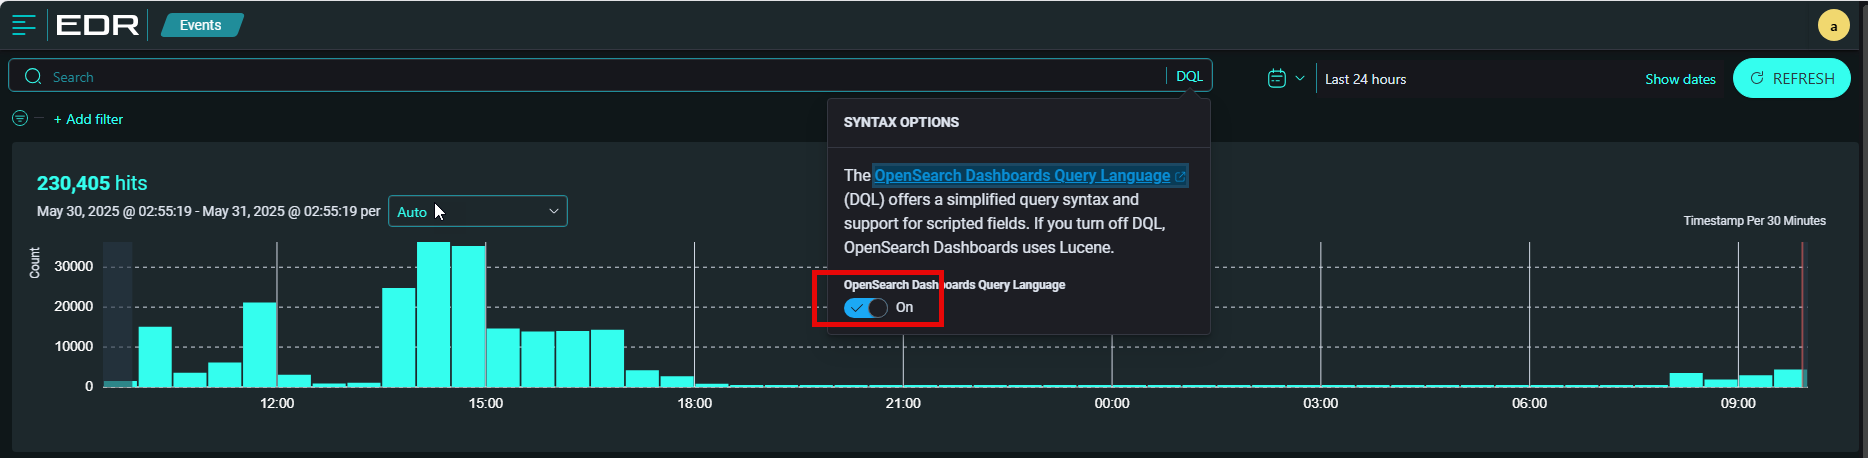 EDR
Events
a
Search
DQL
Last 24 hours
Show dates
REFRESH
+ Add filter
SYNTAX OPTIONS
The OpenSearch Dashboards Query Language
(DQL) offers a simplified query syntax and
support for scripted fields. If you turn off DQL,
OpenSearch Dashboards uses Lucene.
OpenSearch Dashboards Query Language
On
230,405 hits
May 30, 2025 @ 02:55:19 - May 31, 2025 @ 02:55:19 per
Auto
Timestamp Per 30 Minutes
Count
30000
20000
10000
0
12:00
15:00
18:00
21:00
00:00
03:00
06:00
09:00